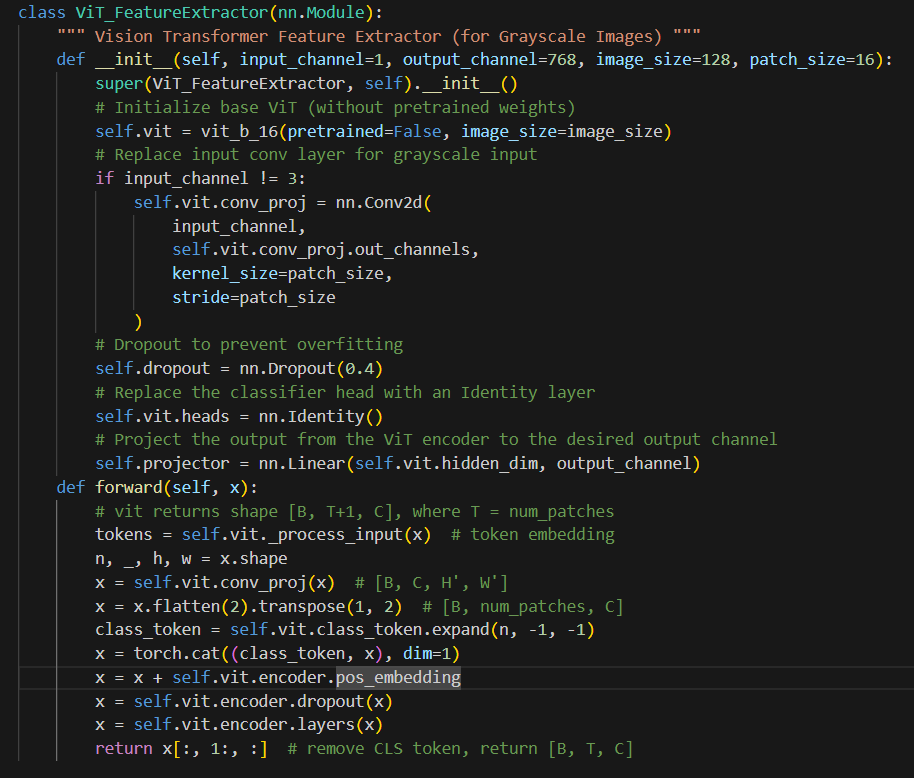 class ViT_FeatureExtractor(nn.Module):
    """ Vision Transformer Feature Extractor (for Grayscale Images) """
    def __init__(self, input_channel=1, output_channel=768, image_size=128, patch_size=16):
        super(ViT_FeatureExtractor, self).__init__()
        # Initialize base ViT (without pretrained weights)
        self.vit = vit_b_16(pretrained=False, image_size=image_size)
        # Replace input conv layer for grayscale input
        if input_channel != 3:
            self.vit.conv_proj = nn.Conv2d(
                input_channel,
                self.vit.conv_proj.out_channels,
                kernel_size=patch_size,
                stride=patch_size
            )
        # Dropout to prevent overfitting
        self.dropout = nn.Dropout(0.4)
        # Replace the classifier head with an Identity layer
        self.vit.heads = nn.Identity()
        # Project the output from the ViT encoder to the desired output channel
        self.projector = nn.Linear(self.vit.hidden_dim, output_channel)
    def forward(self, x):
        # vit returns shape [B, T+1, C], where T = num_patches
        tokens = self.vit._process_input(x)  # token embedding
        n, _, h, w = x.shape
        x = self.vit.conv_proj(x)  # [B, C, H', W']
        x = x.flatten(2).transpose(1, 2)  # [B, num_patches, C]
        class_token = self.vit.class_token.expand(n, -1, -1)
        x = torch.cat((class_token, x), dim=1)
        x = x + self.vit.encoder.pos_embedding
        x = self.vit.encoder.dropout(x)
        x = self.vit.encoder.layers(x)
        return x[:, 1:, :]  # remove CLS token, return [B, T, C]